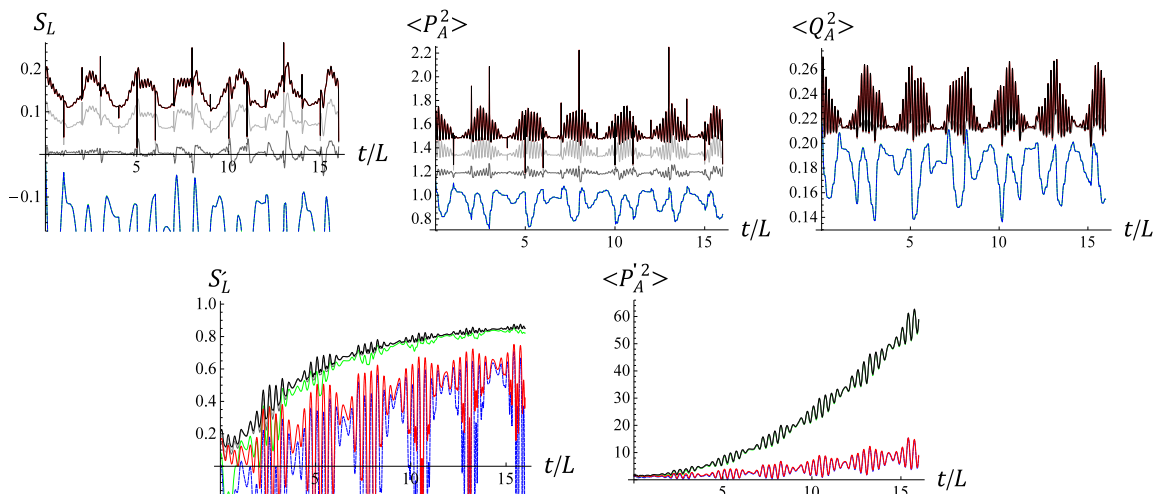 S_L <P_A^2> <Q_A^2>
0.2 0.1 −0.1 5 10 15 t/L
2.2 2.0 1.8 1.6 1.4 1.2 1.0 0.8 5 10 15 t/L
0.26 0.24 0.22 0.20 0.18 0.16 0.14 5 10 15 t/L
S'_L <P'_A^2>
1.0 0.8 0.6 0.4 0.2 5 10 15 t/L
60 50 40 30 20 10 5 10 15 t/L